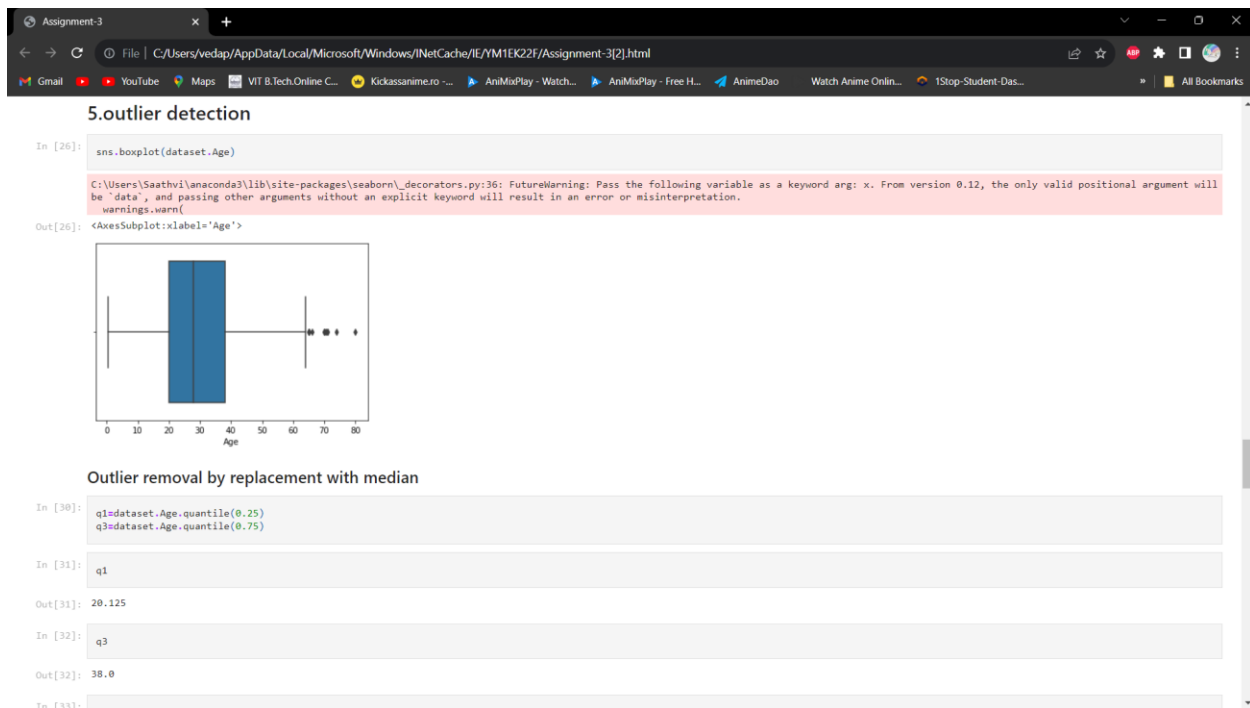 Assignment-3
File | C:/Users/vedap/AppData/Local/Microsoft/Windows/INetCache/IE/YM1EK22F/Assignment-3[2].html
ABP
Gmail YouTube Maps VIT B.Tech.Online C... Kickassanime.ro -... AniMixPlay - Watch... AniMixPlay - Free H... AnimeDao Watch Anime Onlin... 1Stop-Student-Das... » All Bookmarks
5.outlier detection
In [26]:
sns.boxplot(dataset.Age)
C:\Users\Saathvi\anaconda3\lib\site-packages\seaborn\_decorators.py:36: FutureWarning: Pass the following variable as a keyword arg: x. From version 0.12, the only valid positional argument will
be `data`, and passing other arguments without an explicit keyword will result in an error or misinterpretation.
warnings.warn(
Out[26]: <AxesSubplot:xlabel='Age'>
0 10 20 30 40 50 60 70 80
Age
Outlier removal by replacement with median
In [30]:
q1=dataset.Age.quantile(0.25)
q3=dataset.Age.quantile(0.75)
In [31]:
q1
Out[31]: 20.125
In [32]:
q3
Out[32]: 38.0
In [33]: